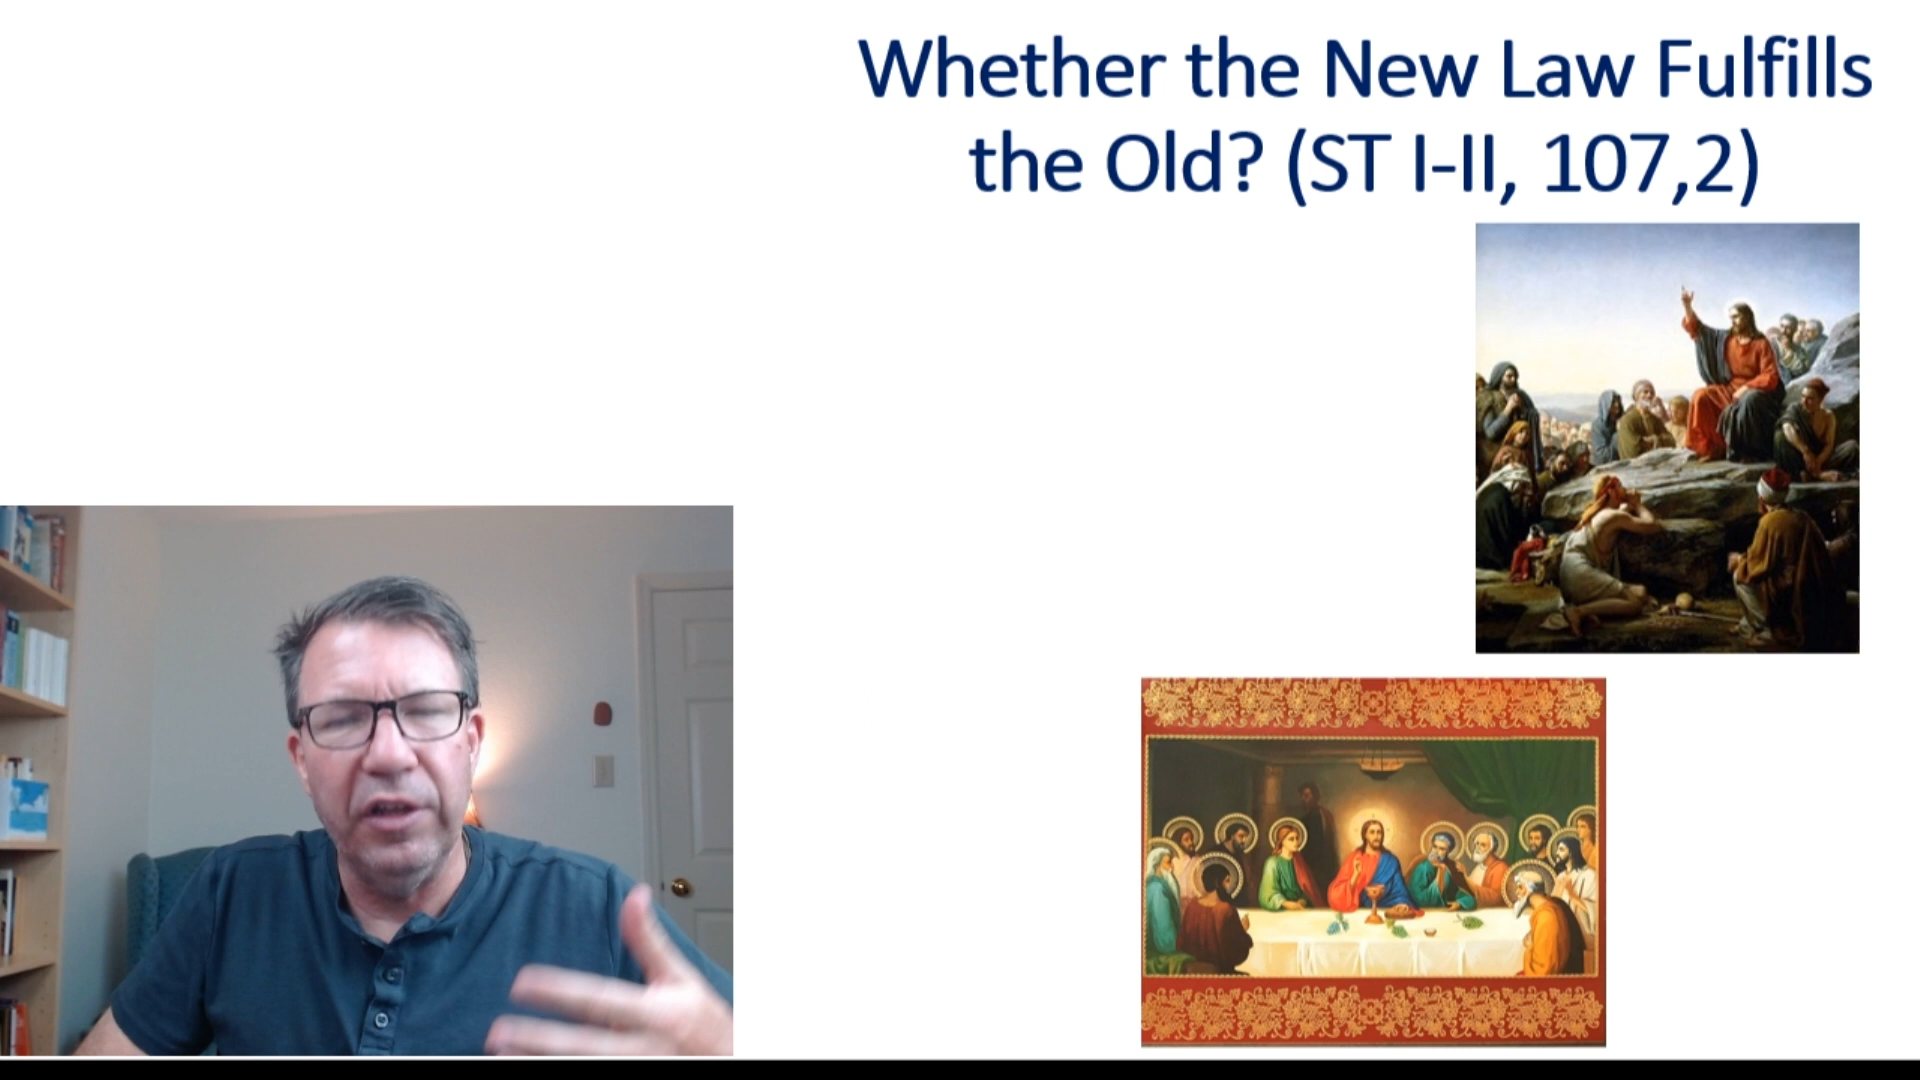 Whether the New Law Fulfills
the Old? (ST I-II, 107,2)